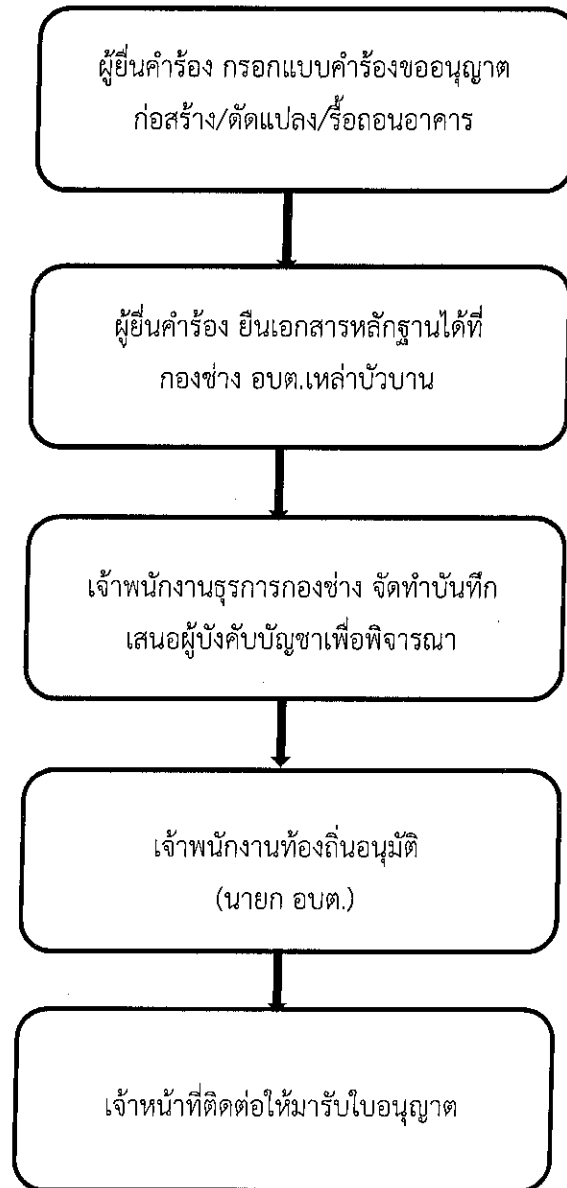 ผู้ยื่นคำร้อง กรอกแบบคำร้องขออนุญาต
ก่อสร้าง/ดัดแปลง/รื้อถอนอาคาร
ผู้ยื่นคำร้อง ยืนเอกสารหลักฐานได้ที่
กองช่าง อบต.เหล่าบัวบาน
เจ้าพนักงานธุรการกองช่าง จัดทำบันทึก
เสนอผู้บังคับบัญชาเพื่อพิจารณา
เจ้าพนักงานท้องถิ่นอนุมัติ
(นายก อบต.)
เจ้าหน้าที่ติดต่อให้มารับใบอนุญาต